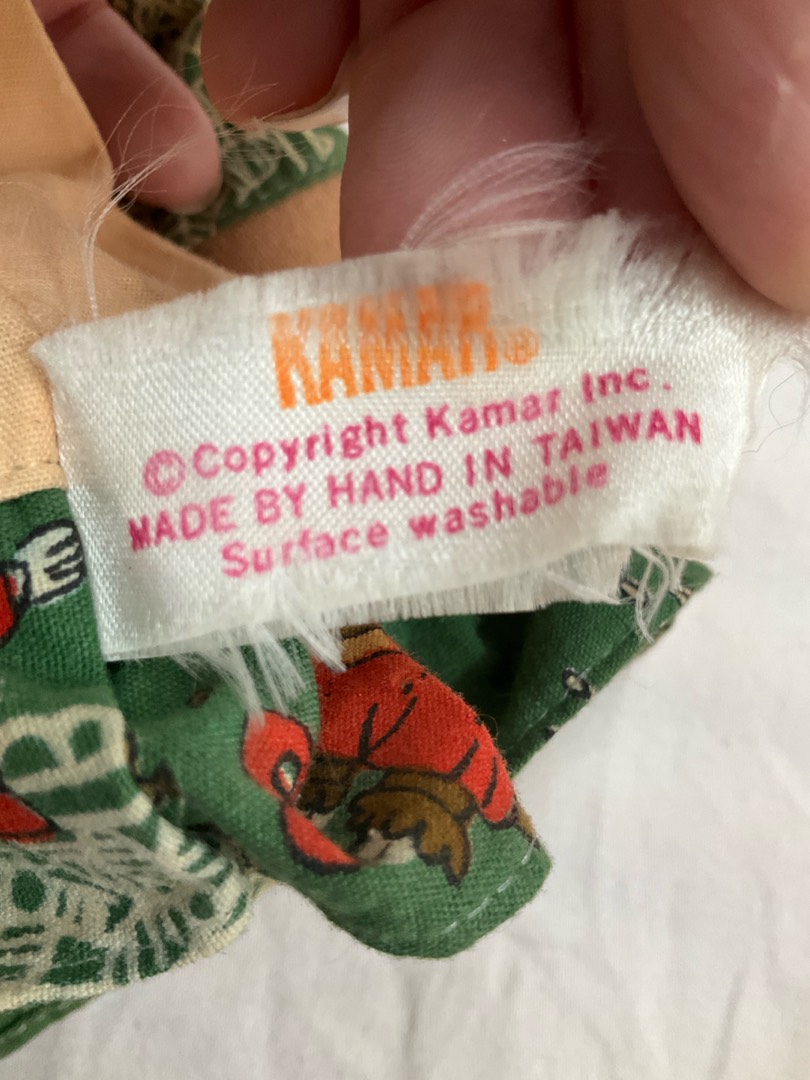 KAMAR®
©Copyright Kamar Inc.
MADE BY HAND IN TAIWAN
Surface washable